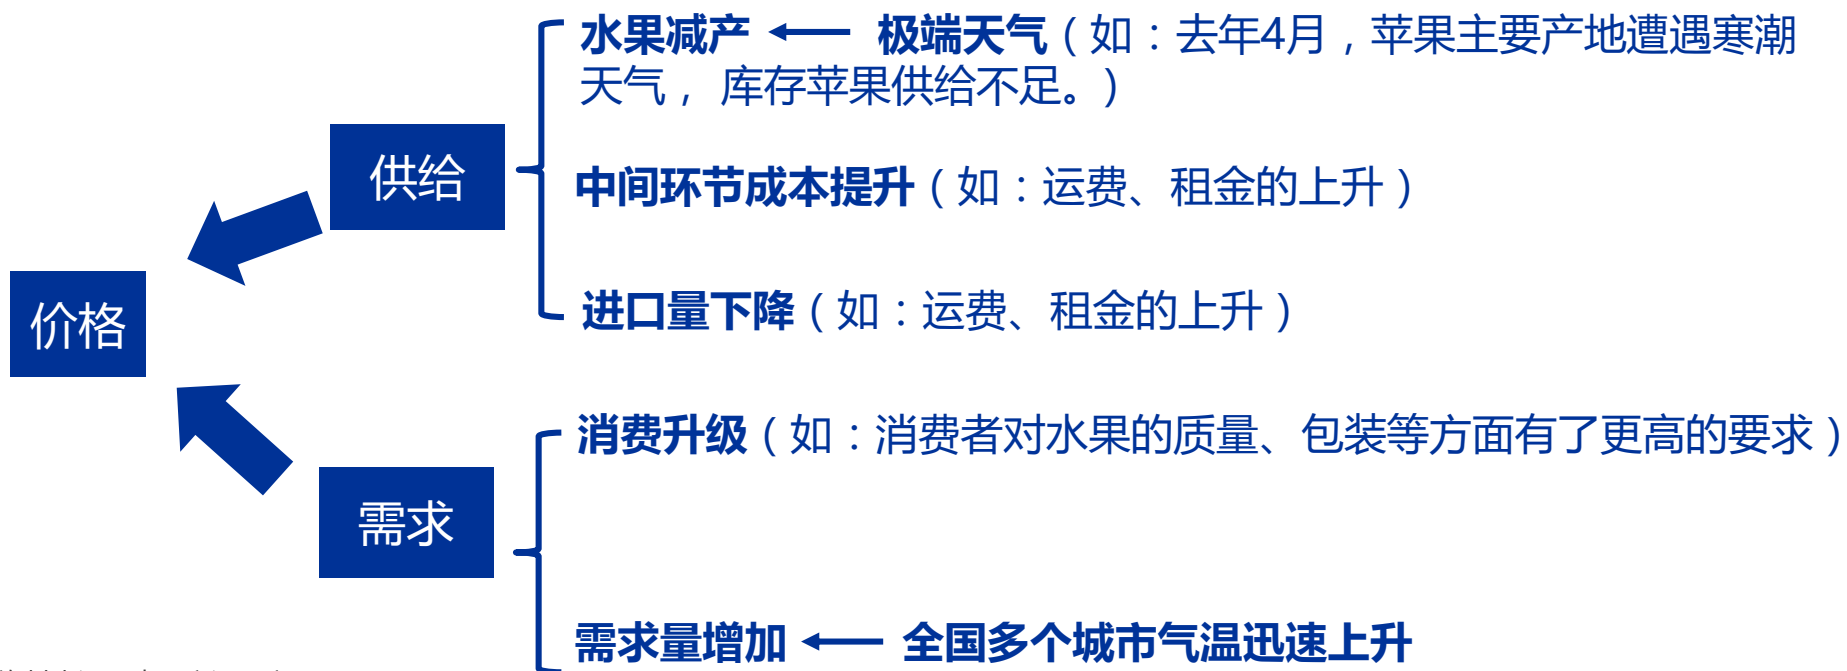 水果减产 极端天气（如：去年4月，苹果主要产地遭遇寒潮
天气， 库存苹果供给不足。）
供给
中间环节成本提升（如：运费、租金的上升）
进口量下降（如：运费、租金的上升）
价格
消费升级（如：消费者对水果的质量、包装等方面有了更高的要求）
需求
需求量增加 全国多个城市气温迅速上升